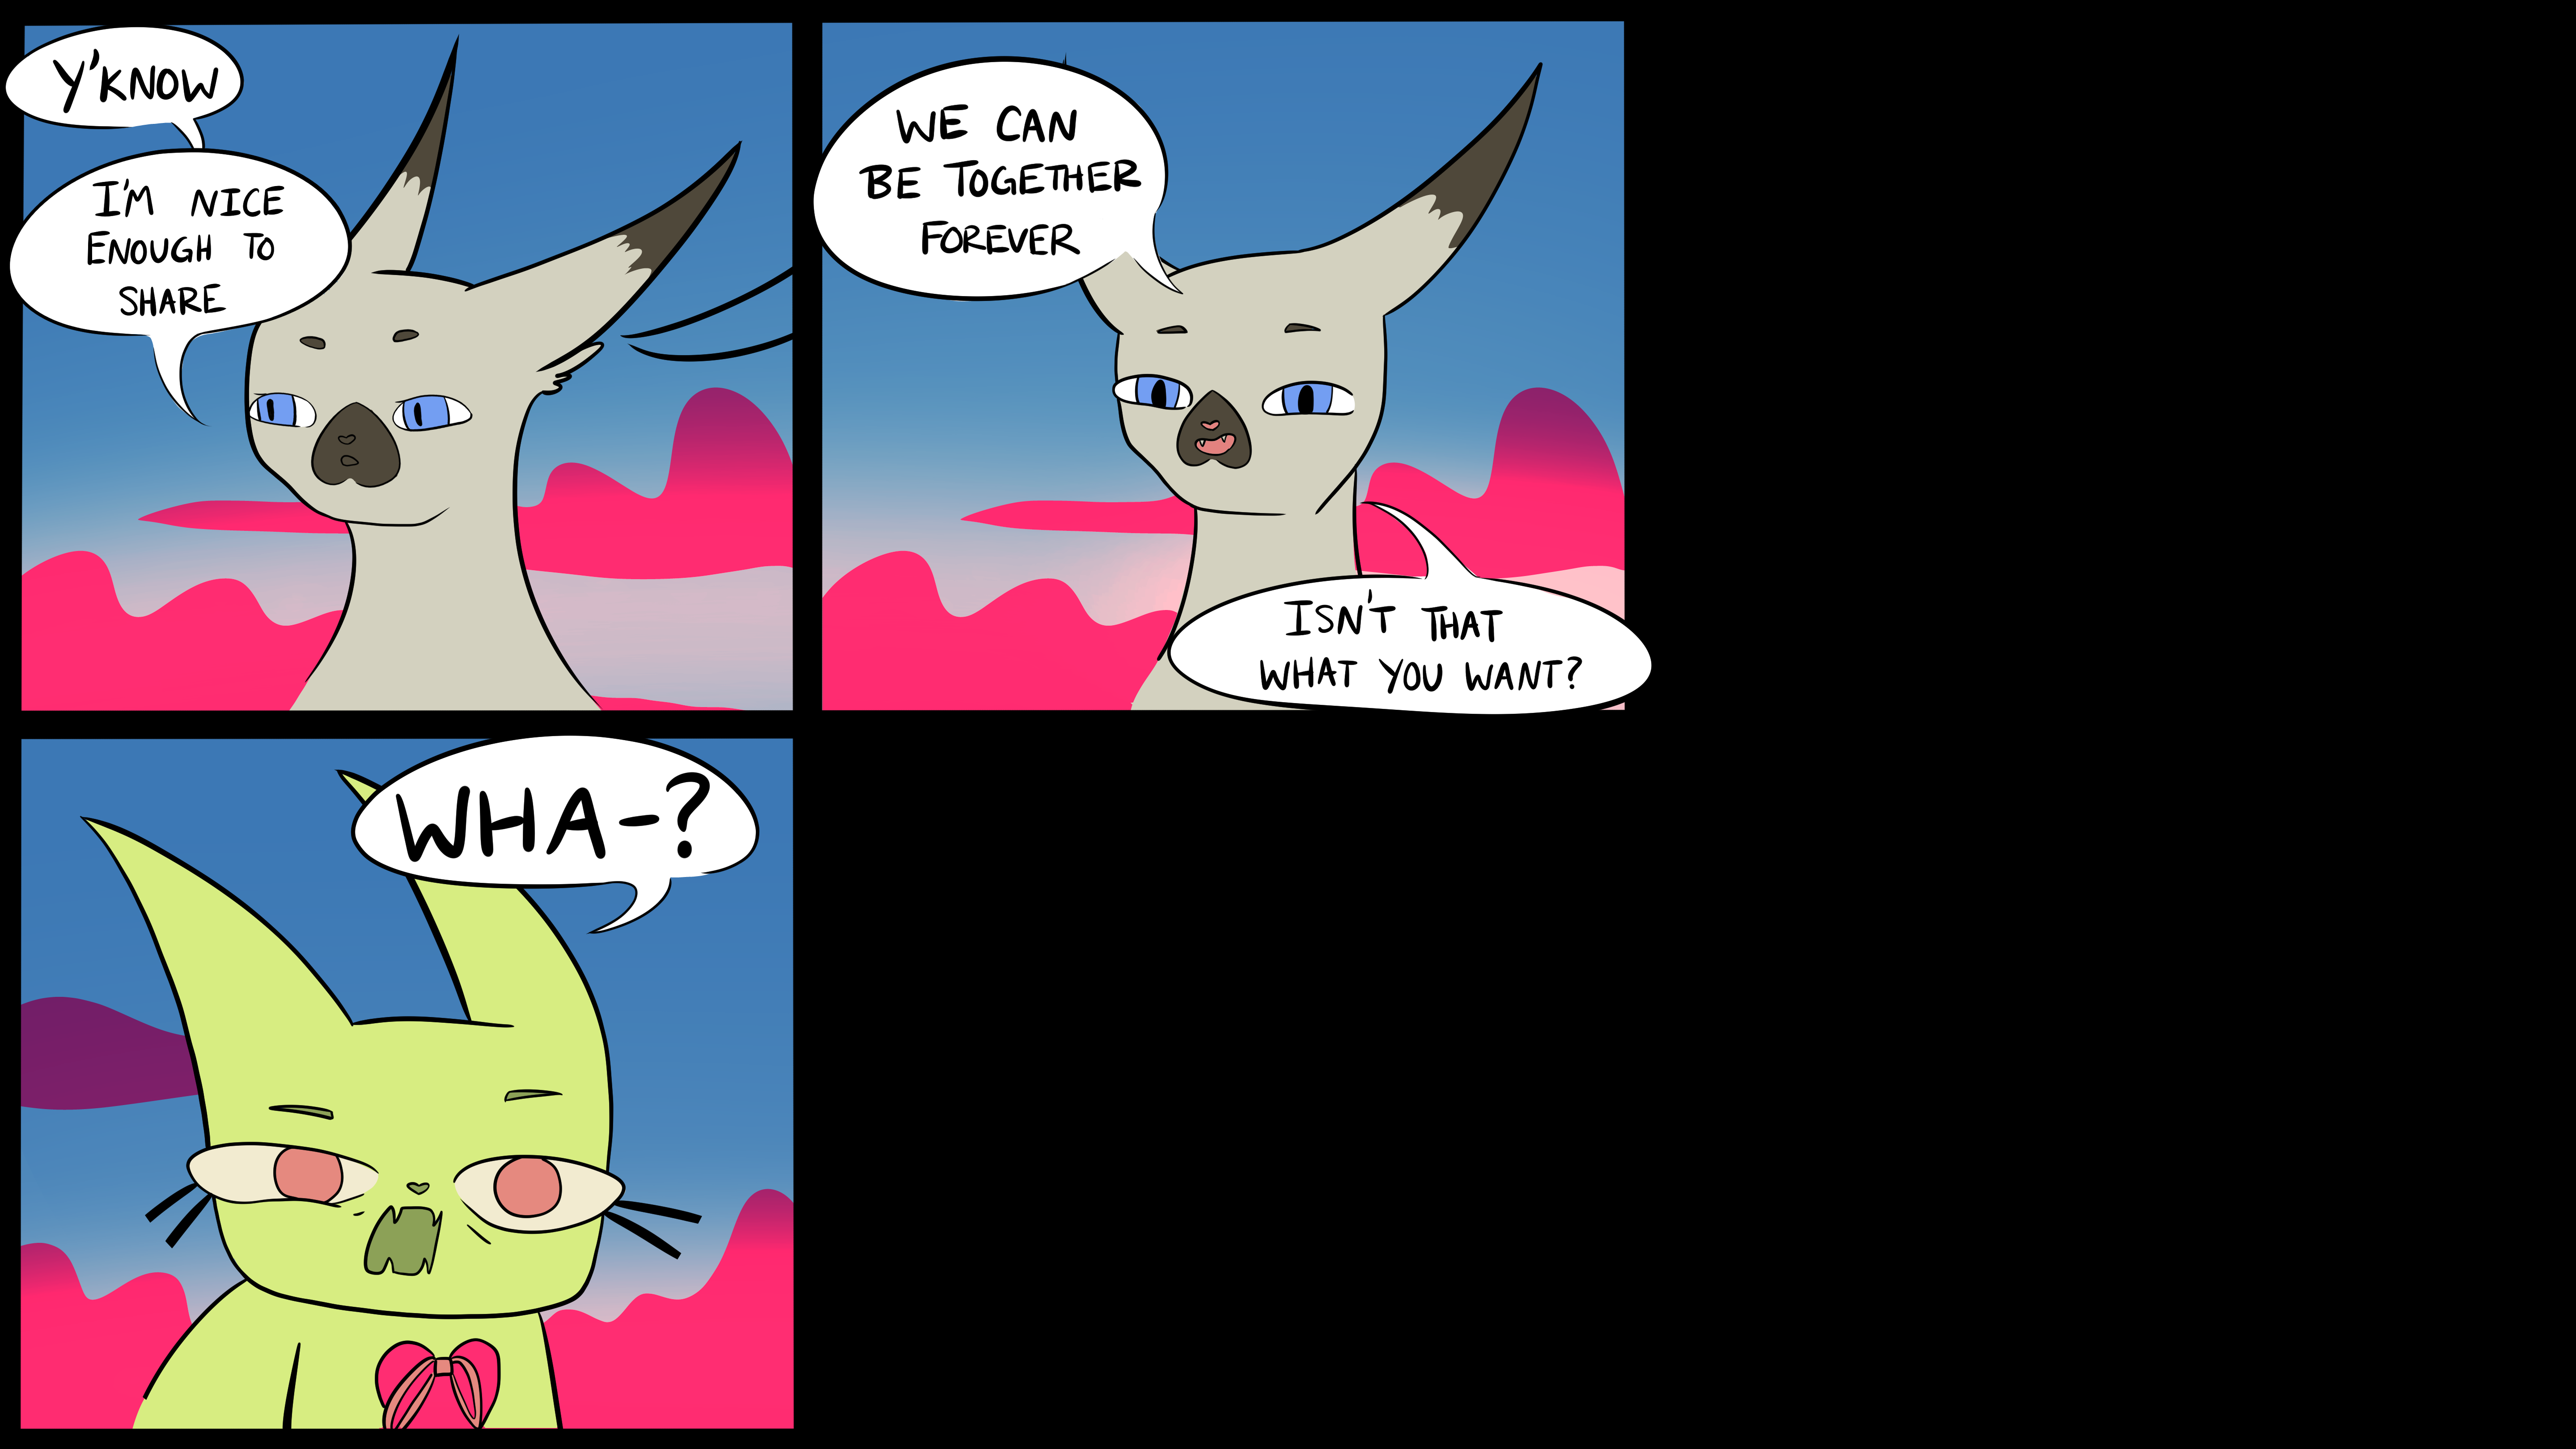 Y'KNOW
I'M NICE
ENOUGH TO
SHARE
WE CAN
BE TOGETHER
FOREVER
ISN'T THAT
WHAT YOU WANT?
WHA-?